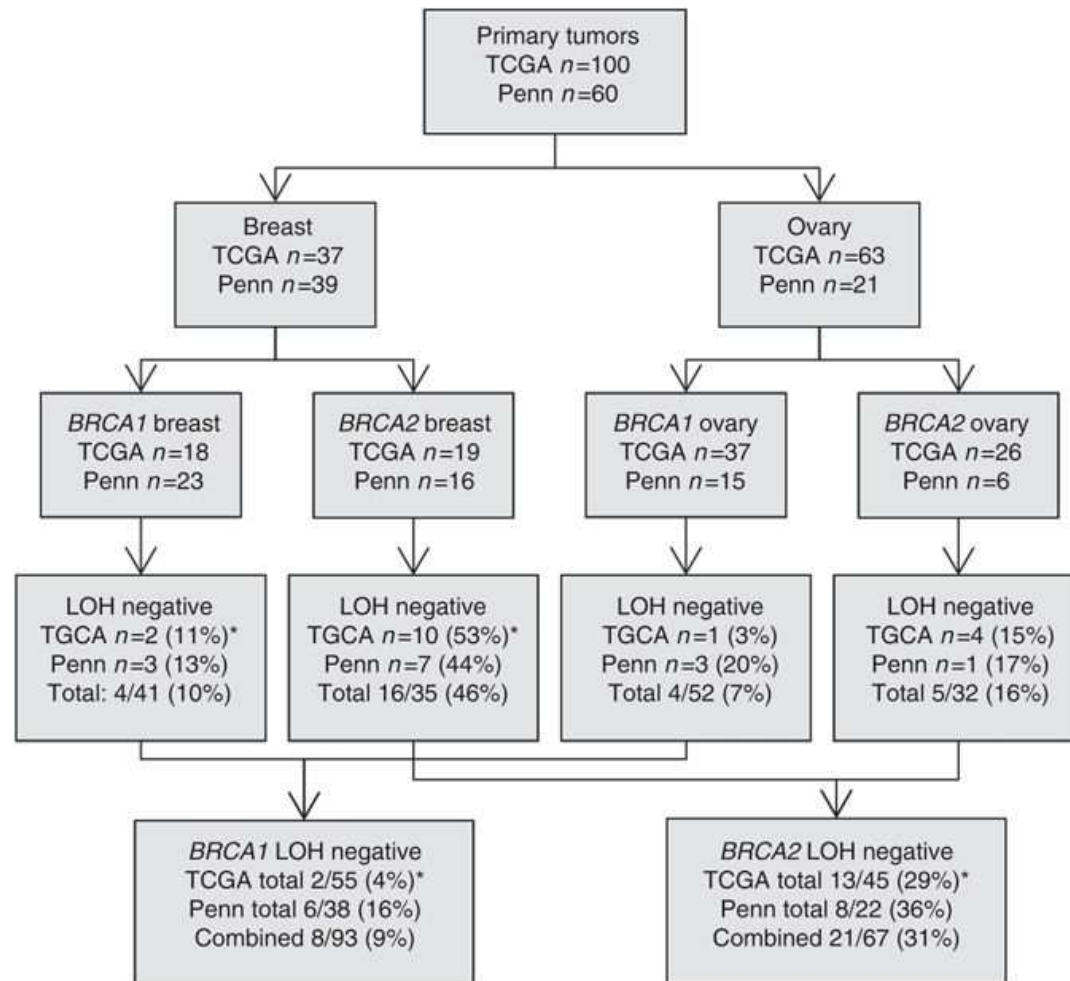 Primary tumors
TCGA n=100
Penn n=60
Breast
TCGA n=37
Penn n=39
Ovary
TCGA n=63
Penn n=21
BRCA1 breast
TCGA n=18
Penn n=23
BRCA2 breast
TCGA n=19
Penn n=16
BRCA1 ovary
TCGA n=37
Penn n=15
BRCA2 ovary
TCGA n=26
Penn n=6
LOH negative
TGCA n=2 (11%)*
Penn n=3 (13%)
Total: 4/41 (10%)
LOH negative
TGCA n=10 (53%)*
Penn n=7 (44%)
Total 16/35 (46%)
LOH negative
TGCA n=1 (3%)
Penn n=3 (20%)
Total 4/52 (7%)
LOH negative
TGCA n=4 (15%)
Penn n=1 (17%)
Total 5/32 (16%)
BRCA1 LOH negative
TCGA total 2/55 (4%)*
Penn total 6/38 (16%)
Combined 8/93 (9%)
BRCA2 LOH negative
TCGA total 13/45 (29%)*
Penn total 8/22 (36%)
Combined 21/67 (31%)